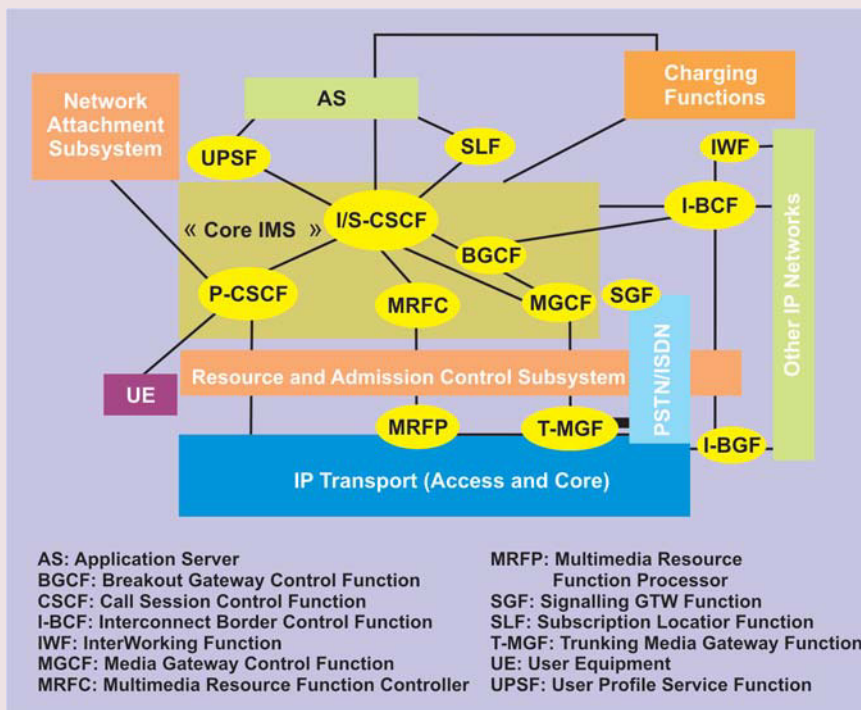 Network
Attachment
Subsystem
AS
Charging
Functions
UPSF
SLF
IWF
« Core IMS »
I/S-CSCF
I-BCF
BGCF
P-CSCF
MRFC
MGCF
SGF
Other IP Networks
Resource and Admission Control Subsystem
PSTN/ISDN
UE
MRFP
T-MGF
I-BGF
IP Transport (Access and Core)
AS: Application Server
BGCF: Breakout Gateway Control Function
CSCF: Call Session Control Function
I-BCF: Interconnect Border Control Function
IWF: InterWorking Function
MGCF: Media Gateway Control Function
MRFC: Multimedia Resource Function Controller
MRFP: Multimedia Resource
Function Processor
SGF: Signalling GTW Function
SLF: Subscription Locatior Function
T-MGF: Trunking Media Gateway Function
UE: User Equipment
UPSF: User Profile Service Function